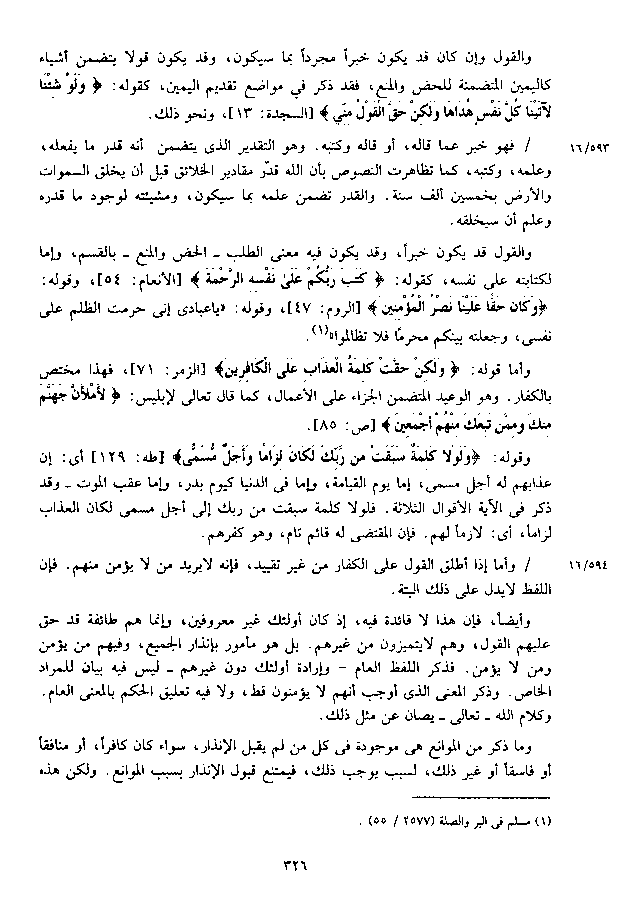 والقول وإن كان قد يكون خبراً مجرداً بما سيكون، وقد يكون قولا يتضمن أشياء
كاليمين المتضمنة للحض والمنع، فقد ذكر في مواضع تقديم اليمين، كقوله: ﴿ وَلَوْ شِئْنَا
لآتَيْنَا كُلَّ نَفْسٍ هُدَاهَا وَلَكِنْ حَقَّ الْقَوْلُ مِنِّي ﴾ [السجدة: ١٣]، ونحو ذلك.
١٦/٥٩٣ / فهو خبر عما قاله، أو قاله وكتبه. وهو التقدير الذى يتضمن أنه قدر ما يفعله،
وعلمه، وكتبه، كما تظاهرت النصوص بأن الله قدّر مقادير الخلائق قبل أن يخلق السموات
والأرض بخمسين ألف سنة. والقدر تضمن علمه بما سيكون، ومشيئته لوجود ما قدره
وعلم أن سيخلقه.
والقول قد يكون خبراً، وقد يكون فيه معنى الطلب ـ الحض والمنع ـ بالقسم، وإما
لكتابته على نفسه، كقوله: ﴿ كَتَبَ رَبُّكُمْ عَلَىٰ نَفْسِهِ الرَّحْمَةَ ﴾ [الأنعام: ٥٤]، وقوله:
﴿وَكَانَ حَقًّا عَلَيْنَا نَصْرُ الْمُؤْمِنِينَ ﴾ [الروم: ٤٧]، وقوله: «ياعبادى إنى حرمت الظلم على
نفسى، وجعلته بينكم محرمًا فلا تظالموا»(١).
وأما قوله: ﴿ وَلَكِنْ حَقَّتْ كَلِمَةُ الْعَذَابِ عَلَى الْكَافِرِينَ﴾ [الزمر: ٧١]، فهذا مختص
بالكفار. وهو الوعيد المتضمن الجزاء على الأعمال، كما قال تعالى لإبليس: ﴿ لأَمْلأَنَّ جَهَنَّمَ
مِنكَ وَمِمَّن تَبِعَكَ مِنْهُمْ أَجْمَعِينَ ﴾ [ص: ٨٥].
وقوله: ﴿وَلَوْلا كَلِمَةٌ سَبَقَتْ مِن رَّبِّكَ لَكَانَ لِزَامًا وَأَجَلٌ مُّسَمًّى﴾ [طه: ١٢٩] أى: إن
عذابهم له أجل مسمى، إما يوم القيامة، وإما فى الدنيا كيوم بدر، وإما عقب الموت ـ وقد
ذكر فى الآية الأقوال الثلاثة. فلولا كلمة سبقت من ربك إلى أجل مسمى لكان العذاب
لزاماً، أى: لازماً لهم. فإن المقتضى له قائم تام، وهو كفرهم.
١٦/٥٩٤ / وأما إذا أطلق القول على الكفار من غير تقييد، فإنه لايريد من لا يؤمن منهم. فإن
اللفظ لايدل على ذلك البتة.
وأيضاً، فإن هذا لا فائدة فيه، إذ كان أولئك غير معروفين، وإنما هم طائفة قد حق
عليهم القول، وهم لايتميزون من غيرهم. بل هو مأمور بإنذار الجميع، وفيهم من يؤمن
ومن لا يؤمن. فذكر اللفظ العام - وإرادة أولئك دون غيرهم ـ ليس فيه بيان للمراد
الخاص. وذكر المعنى الذى أوجب أنهم لا يؤمنون قط، ولا فيه تعليق الحكم بالمعنى العام.
وكلام الله ـ تعالى ـ يصان عن مثل ذلك.
وما ذكر من الموانع هى موجودة فى كل من لم يقبل الإنذار، سواء كان كافراً، أو منافقاً
أو فاسقاً أو غير ذلك، لسبب يوجب ذلك، فيمتنع قبول الإنذار بسبب الموانع. ولكن هذه
(١) مسلم فى البر والصلة (٢٥٧٧ / ٥٥) .
٣٢٦